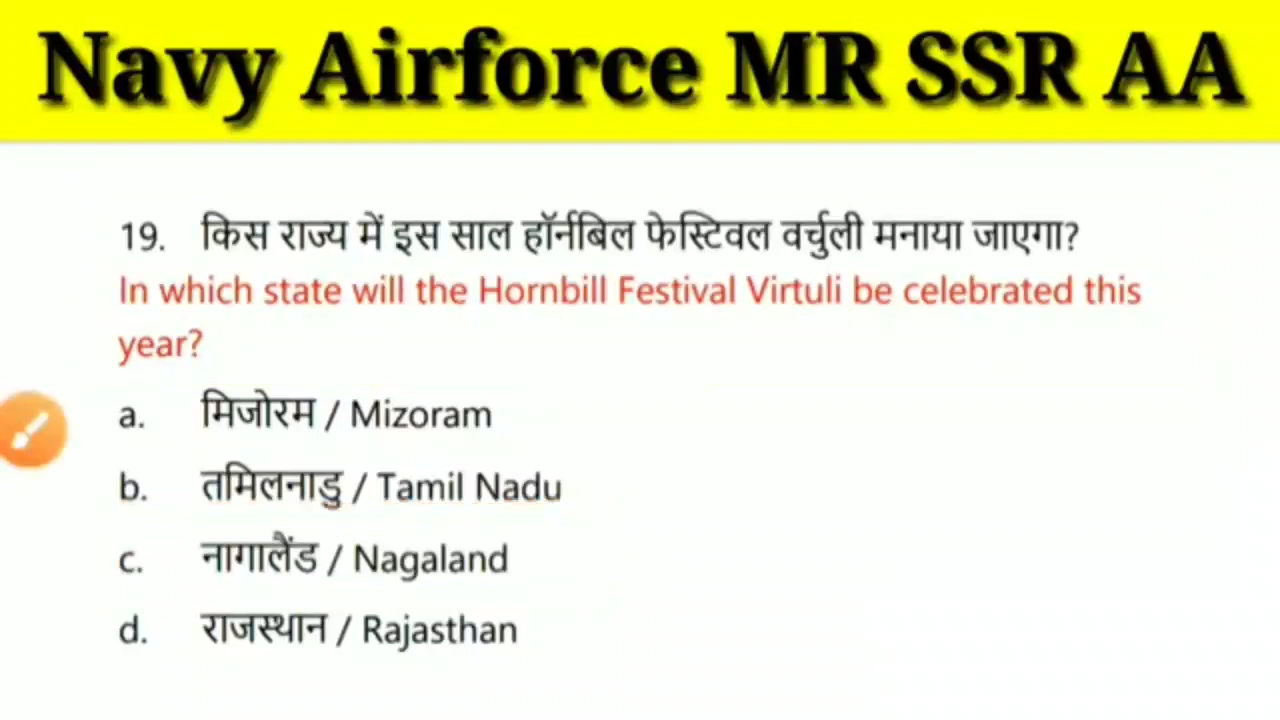 Navy Airforce MR SSR AA
19. किस राज्य में इस साल हॉर्नबिल फेस्टिवल वर्चुली मनाया जाएगा?
In which state will the Hornbill Festival Virtuli be celebrated this
year?
a. मिजोरम / Mizoram
b. तमिलनाडु / Tamil Nadu
c. नागालैंड / Nagaland
d. राजस्थान / Rajasthan